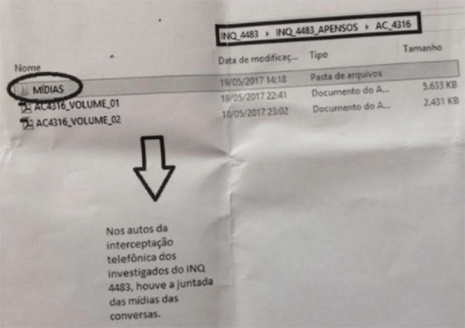 INQ_4483 › INQ_4483_APENSOS › AC_4316
Nome Data de modificaç... Tipo Tamanho
MÍDIAS 19/05/2017 14:18 Pasta de arquivos
AC4316_VOLUME_01 18/05/2017 22:41 Documento do A... 5.633 KB
AC4316_VOLUME_02 18/05/2017 23:02 Documento do A... 2.431 KB
Nos autos da
interceptação
telefônica dos
investigados do INQ
4483, houve a juntada
das mídias das
conversas.